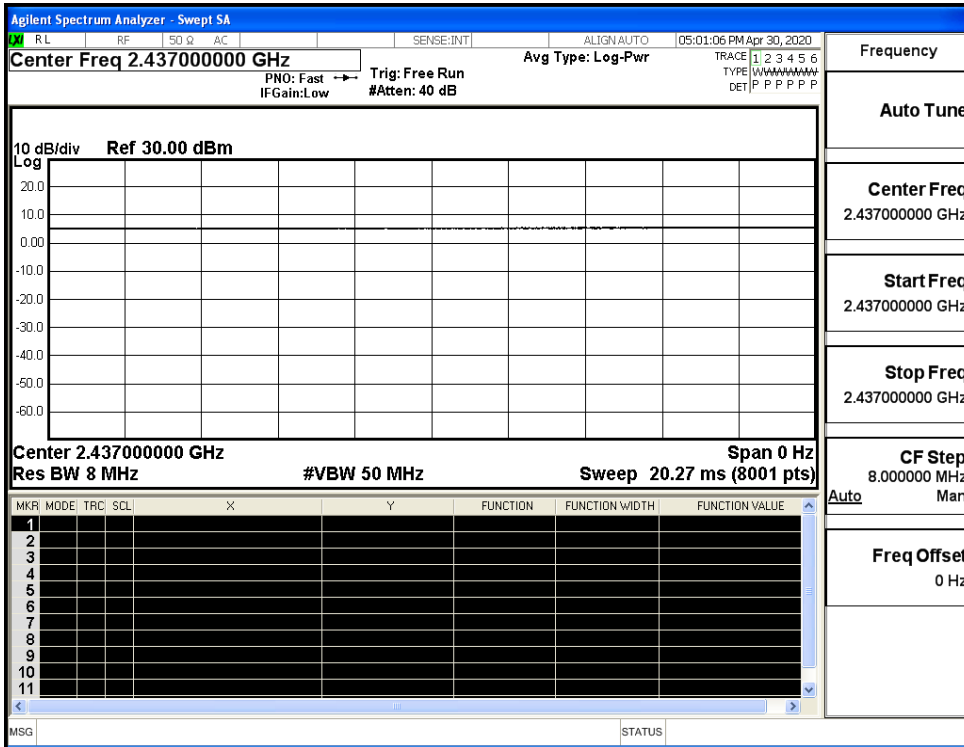 Agilent Spectrum Analyzer - Swept SA
LXI RL RF 50 Ω AC SENSE:INT ALIGN AUTO 05:01:06 PM Apr 30, 2020
Center Freq 2.437000000 GHz Avg Type: Log-Pwr TRACE 1 2 3 4 5 6
PNO: Fast Trig: Free Run TYPE WWWWWW
IFGain:Low #Atten: 40 dB DET P P P P P P
10 dB/div Ref 30.00 dBm
Log
20.0
10.0
0.00
-10.0
-20.0
-30.0
-40.0
-50.0
-60.0
Center 2.437000000 GHz Span 0 Hz
Res BW 8 MHz #VBW 50 MHz Sweep 20.27 ms (8001 pts)
MKR MODE TRC SCL X Y FUNCTION FUNCTION WIDTH FUNCTION VALUE
1
2
3
4
5
6
7
8
9
10
11
MSG STATUS
Frequency
Auto Tune
Center Freq
2.437000000 GHz
Start Freq
2.437000000 GHz
Stop Freq
2.437000000 GHz
CF Step
8.000000 MHz
Auto Man
Freq Offset
0 Hz